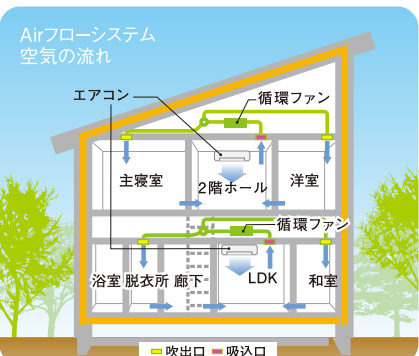 Airフローシステム
空気の流れ
エアコン
循環ファン
主寝室
2階ホール
洋室
循環ファン
浴室
脱衣所
廊下
LDK
和室
吹出口
吸込口